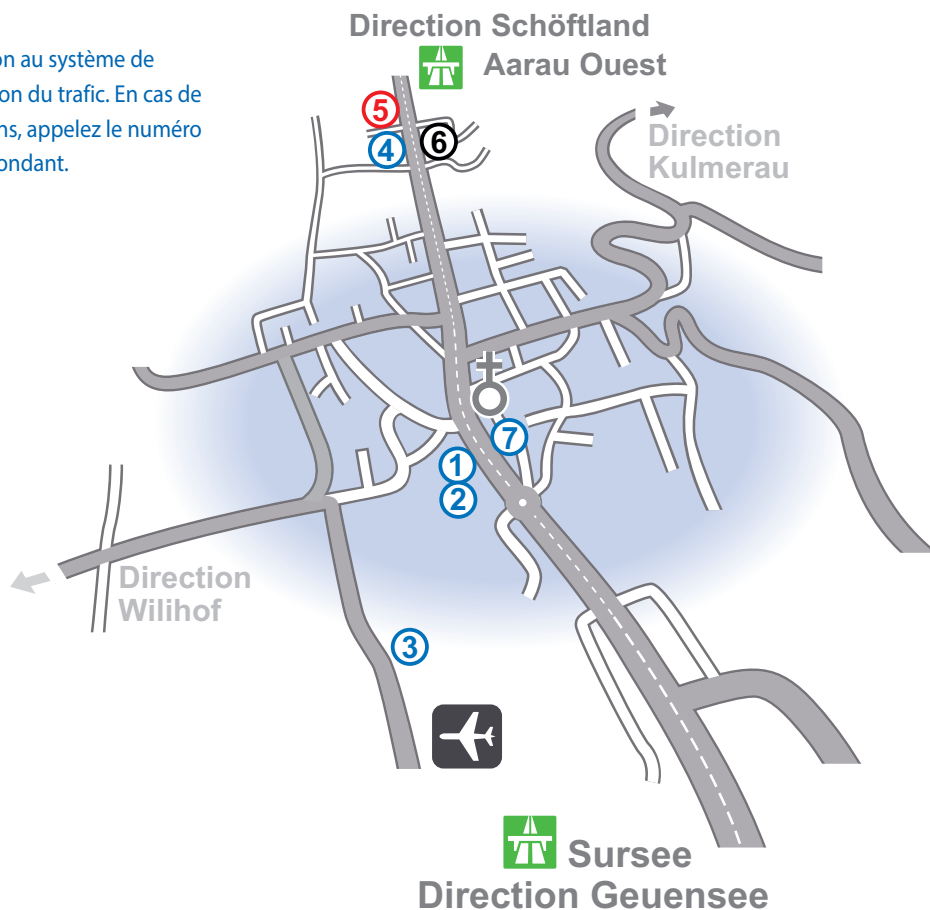 Direction Schöftland
Aarau Ouest
on au système de
on du trafic. En cas de
ns, appelez le numéro
ondant.
5
6
4
Direction
Kulmerau
7
1
2
Direction
Wilihof
3
Sursee
Direction Geuensee